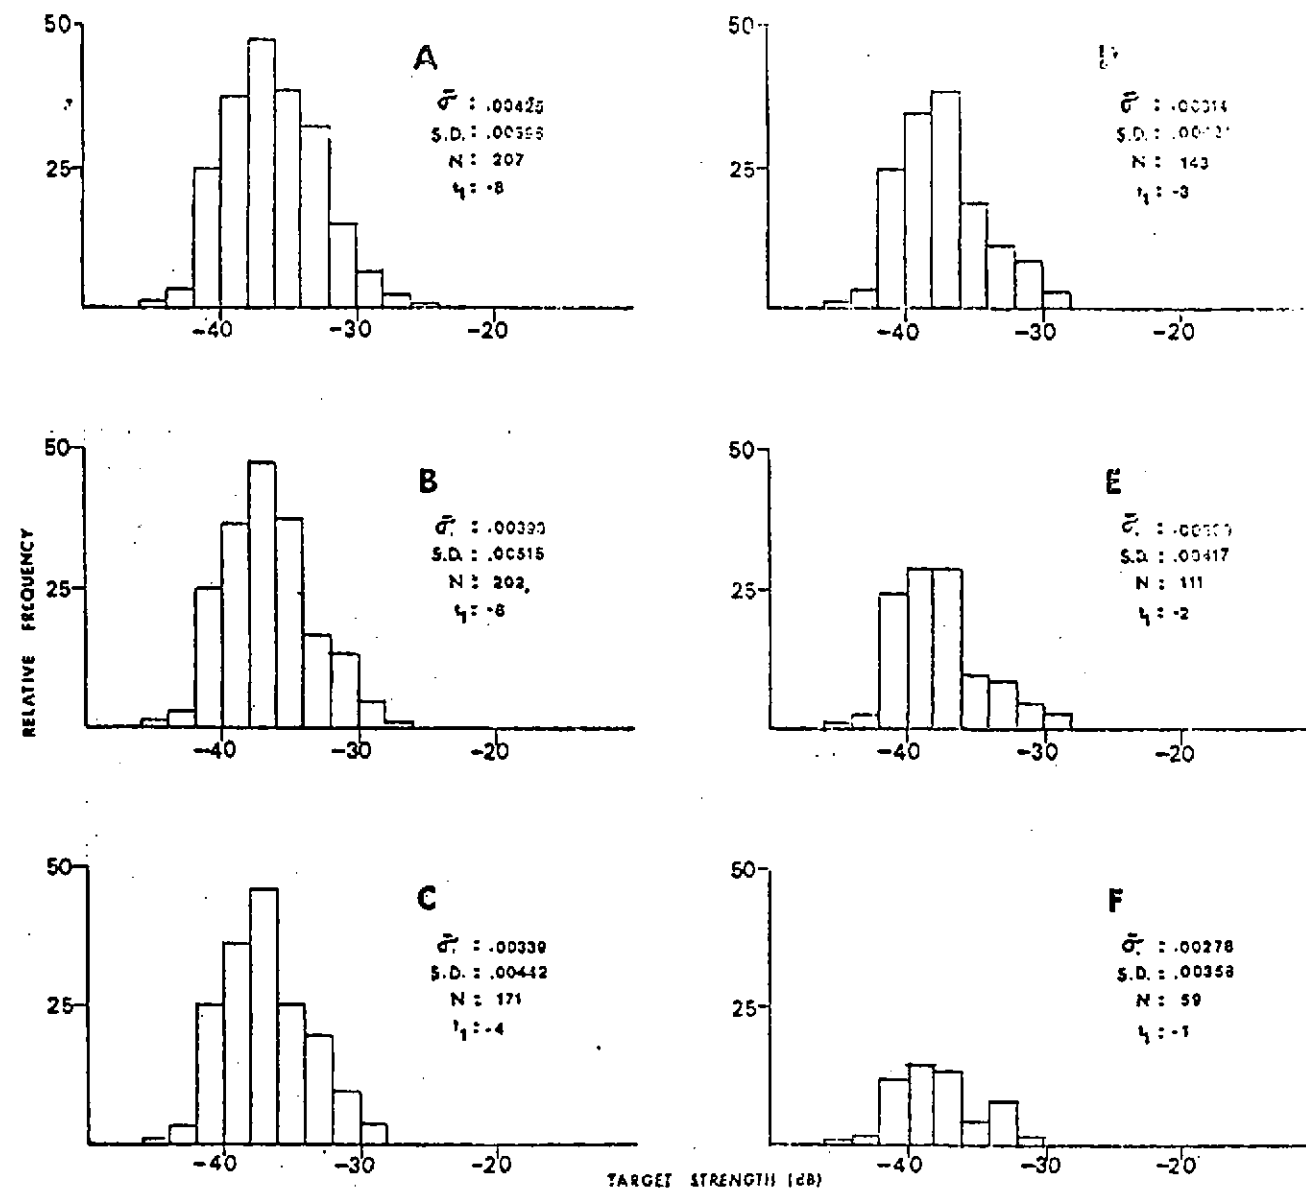 50
25
A
σ̄ : .00425
S.D. :
N : 207
t₁ : -8
-40 -30 -20
50
25
B
σ̄. : .00390
S.D. : .00515
N : 202,
-40 -30 -20
50
25
C
σ̄. : .00339
S.D. : .00442
N : 171
t₁ : -4
-40 -30 -20
50
25
σ̄ : .00314
S.D. :
N : 143
t₁ : -3
-40 -30 -20
50
25
E
σ̄. :
S.D. : .00417
N : 111
t₁ : -2
-40 -30 -20
50
25
F
σ̄. : .00278
S.D. : .00358
N : 59
t₁ : -1
-40 -30 -20
RELATIVE FREQUENCY
TARGET STRENGTH (dB)